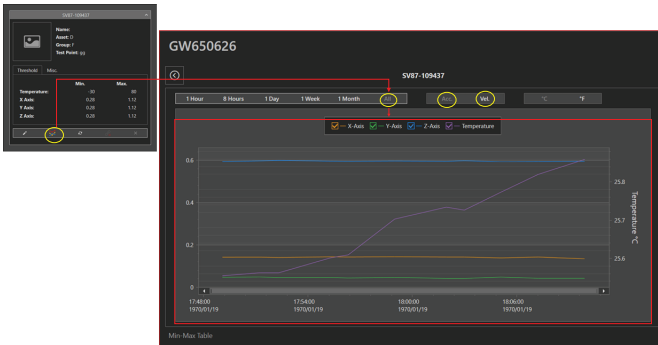 SV87-109437
Name:
Asset: D
Group: f
Test Point: gg
Threshold Misc.
Min. Max.
Temperature: -30 80
X Axis: 0.28 1.12
Y Axis: 0.28 1.12
Z Axis: 0.28 1.12
GW650626
SV87-109437
1 Hour 8 Hours 1 Day 1 Week 1 Month All Acc. Vel. °C °F
X-Axis Y-Axis Z-Axis Temperature
0.6
0.4
0.2
0
25.8
25.7
25.6
Temperature °C
17:48:00 17:54:00 18:00:00 18:06:00
1970/01/19 1970/01/19 1970/01/19 1970/01/19
Min-Max Table